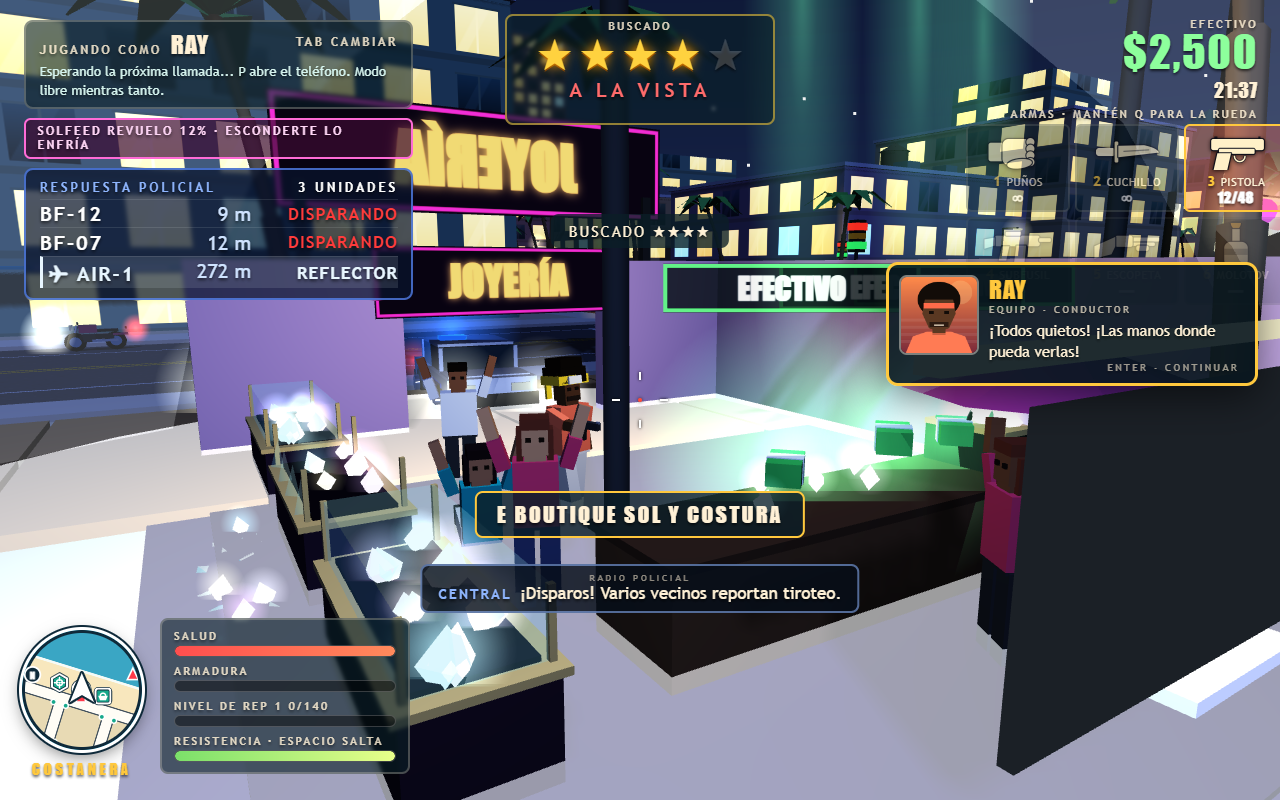 JUGANDO COMO RAY
TAB CAMBIAR
Esperando la próxima llamada... P abre el teléfono. Modo
libre mientras tanto.
SOLFEED REVUELO 12% · ESCONDERTE LO
ENFRÍA
RESPUESTA POLICIAL
3 UNIDADES
BF-12 9 m DISPARANDO
BF-07 12 m DISPARANDO
AIR-1 272 m REFLECTOR
BUSCADO
A LA VISTA
EFECTIVO
$2,500
21:37
ARMAS · MANTÉN Q PARA LA RUEDA
1 PUÑOS
∞
2 CUCHILLO
∞
3 PISTOLA
12/48
JOYERÍA
BUSCADO ★★★★
JOYERÍA
EFECTIVO
RAY
EQUIPO · CONDUCTOR
¡Todos quietos! ¡Las manos donde
pueda verlas!
ENTER · CONTINUAR
E BOUTIQUE SOL Y COSTURA
RADIO POLICIAL
CENTRAL ¡Disparos! Varios vecinos reportan tiroteo.
SALUD
ARMADURA
NIVEL DE REP 1 0/140
RESISTENCIA · ESPACIO SALTA
COSTANERA